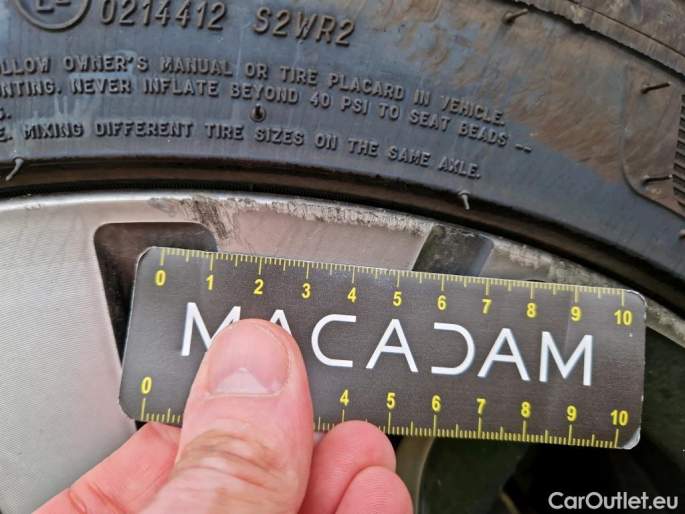 0214412 S2WR2
OLLOW OWNER'S MANUAL OR TIRE PLACARD IN VEHICLE.
UNTING. NEVER INFLATE BEYOND 40 PSI TO SEAT BEADS --
S.
E. MIXING DIFFERENT TIRE SIZES ON THE SAME AXLE.
0 1 2 3 4 5 6 7 8 9 10
MACADAM
0 4 5 6 7 8 9 10
CarOutlet.eu